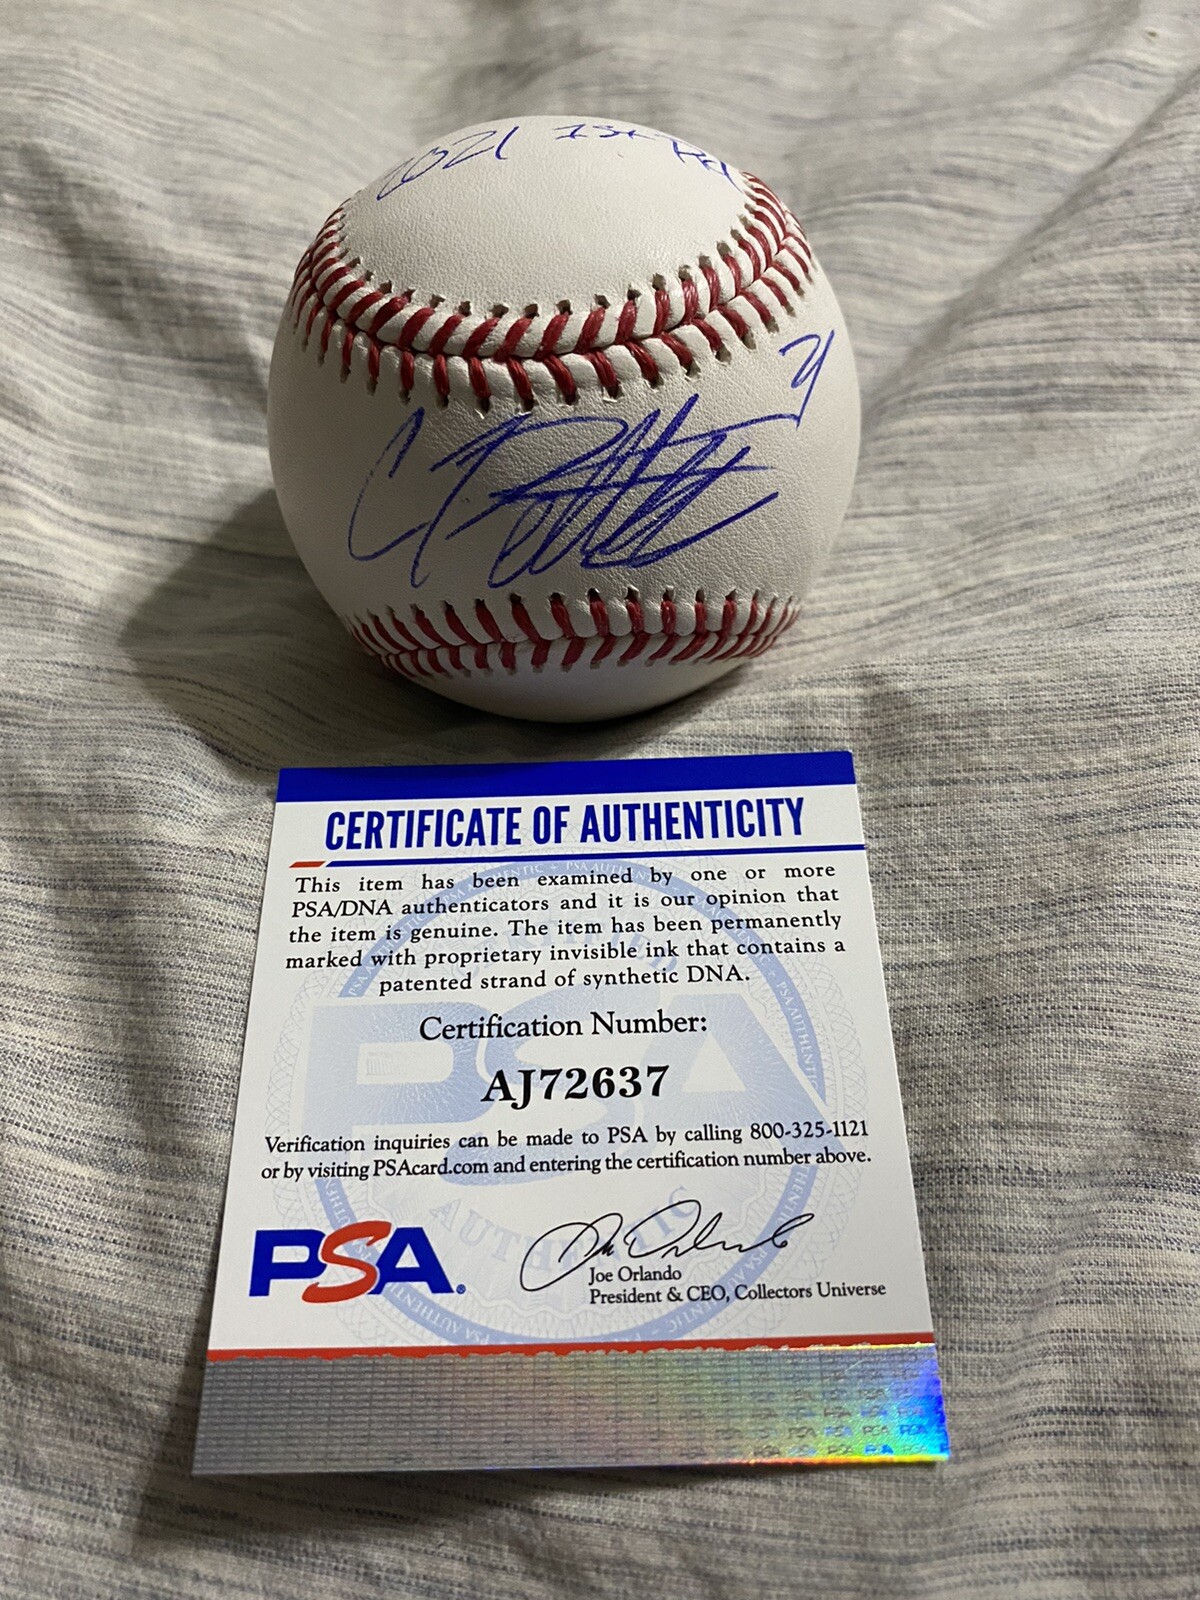 2021 1st Rd
CERTIFICATE OF AUTHENTICITY
This item has been examined by one or more
PSA/DNA authenticators and it is our opinion that
the item is genuine. The item has been permanently
marked with proprietary invisible ink that contains a
patented strand of synthetic DNA.
Certification Number:
AJ72637
Verification inquiries can be made to PSA by calling 800-325-1121
or by visiting PSAcard.com and entering the certification number above.
PSA®
Joe Orlando
President & CEO, Collectors Universe